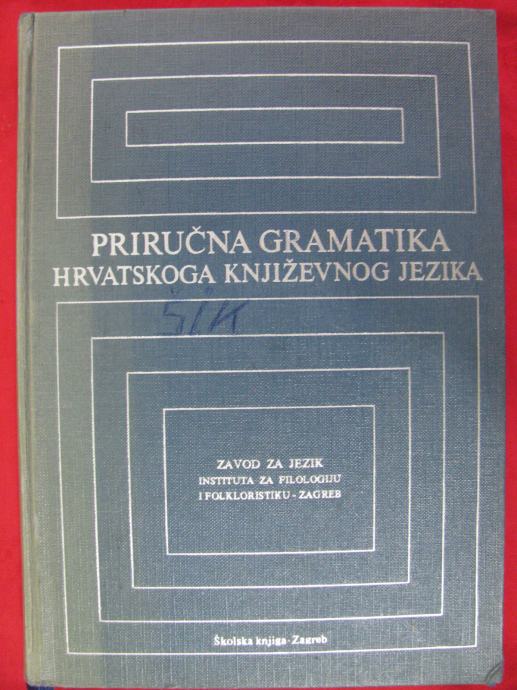 PRIRUČNA GRAMATIKA
HRVATSKOGA KNJIŽEVNOG JEZIKA
ŠIK
ZAVOD ZA JEZIK
INSTITUTA ZA FILOLOGIJU
I FOLKLORISTIKU - ZAGREB
Školska knjiga · Zagreb